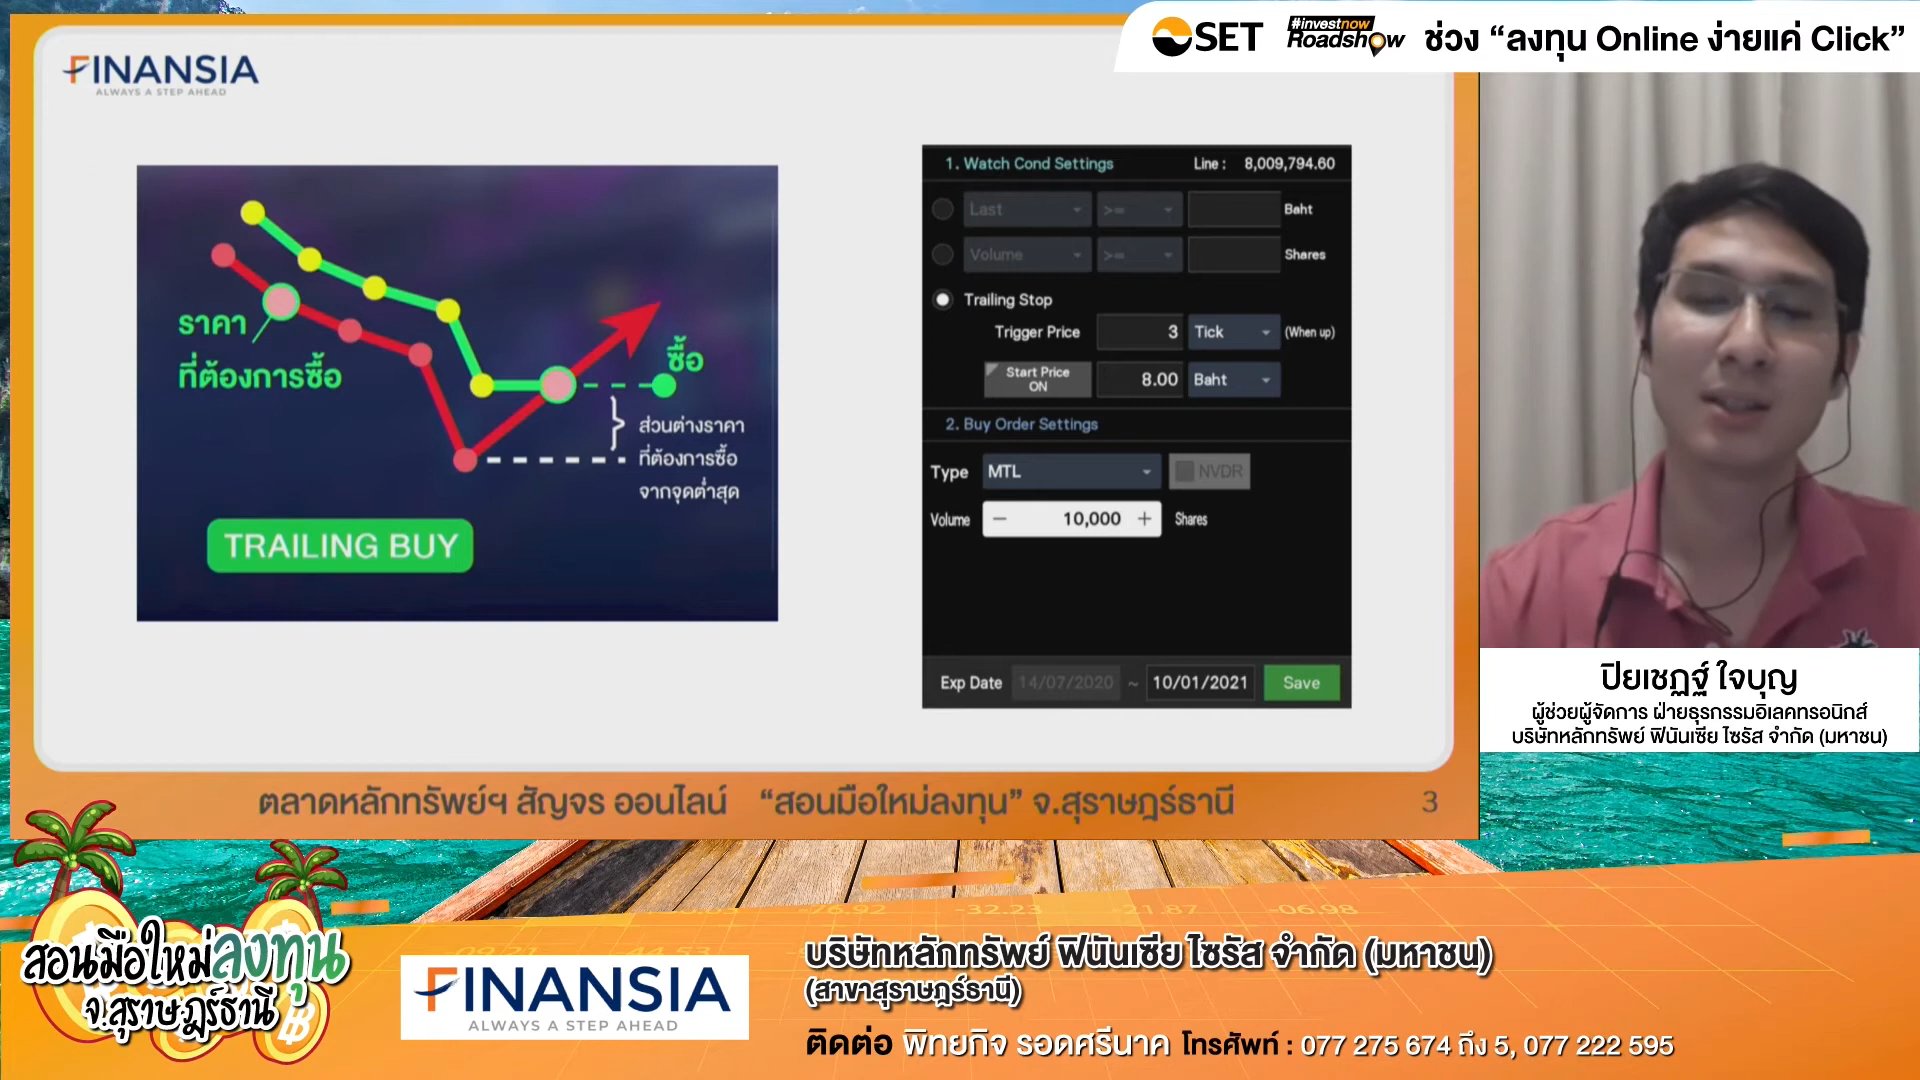 SET #investnow Roadshow ช่วง “ลงทุน Online ง่ายแค่ Click”
FINANSIA
ALWAYS A STEP AHEAD
ราคา
ที่ต้องการซื้อ
ซื้อ
ส่วนต่างราคา
ที่ต้องการซื้อ
จากจุดต่ำสุด
TRAILING BUY
1. Watch Cond Settings Line : 8,009,794.60
Last >= Baht
Volume >= Shares
Trailing Stop
Trigger Price 3 Tick (When up)
Start Price ON 8.00 Baht
2. Buy Order Settings
Type MTL NVDR
Volume − 10,000 + Shares
Exp Date 14/07/2020 ~ 10/01/2021 Save
ปิยเชฏฐ์ ใจบุญ
ผู้ช่วยผู้จัดการ ฝ่ายธุรกรรมอิเลคทรอนิกส์
บริษัทหลักทรัพย์ ฟินันเซีย ไซรัส จำกัด (มหาชน)
ตลาดหลักทรัพย์ฯ สัญจร ออนไลน์ “สอนมือใหม่ลงทุน” จ.สุราษฎร์ธานี 3
สอนมือใหม่ลงทุน
จ.สุราษฎร์ธานี
FINANSIA
ALWAYS A STEP AHEAD
บริษัทหลักทรัพย์ ฟินันเซีย ไซรัส จำกัด (มหาชน)
(สาขาสุราษฎร์ธานี)
ติดต่อ พิทยกิจ รอดศรีนาค โทรศัพท์ : 077 275 674 ถึง 5, 077 222 595
-76.92 -32.23 -21.87 -06.98